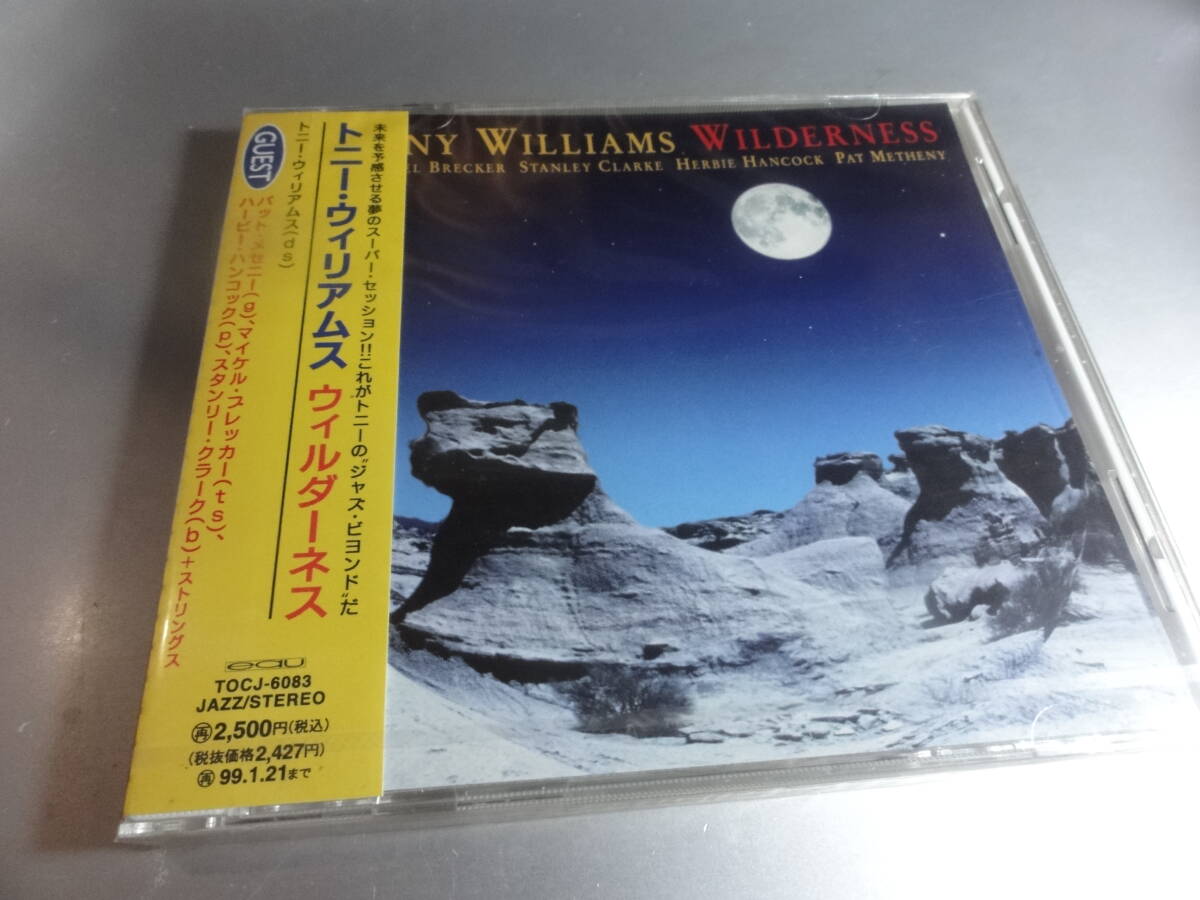 NY WILLIAMS WILDERNESS
EL BRECKER STANLEY CLARKE HERBIE HANCOCK PAT METHENY
未来を予感させる夢のスーパー・セッション!!これがトニーの"ジャズ・ビヨンド"だ
トニー・ウィリアムス ウィルダーネス
トニー・ウィリアムス(ds)
GUEST
パット・メセニー(g)、マイケル・ブレッカー(ts)、
ハービー・ハンコック(p)、スタンリー・クラーク(b)+ストリングス
eau
TOCJ-6083
JAZZ/STEREO
再2,500円(税込)
(税抜価格2,427円)
再99.1.21まで